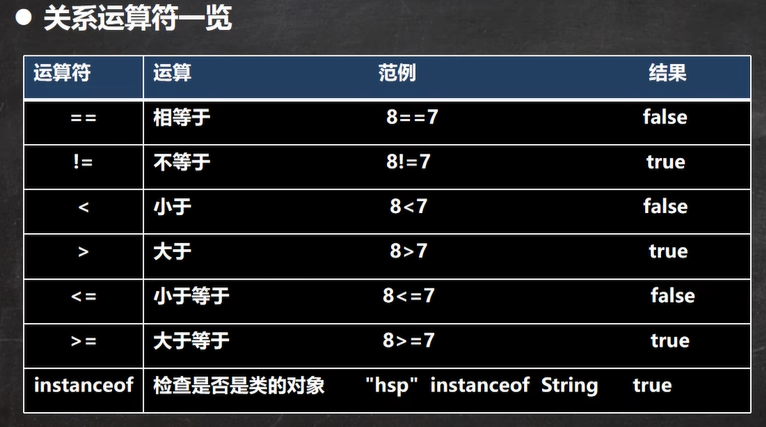 ● 关系运算符一览
运算符 运算 范例 结果
== 相等于 8==7 false
!= 不等于 8!=7 true
< 小于 8<7 false
> 大于 8>7 true
<= 小于等于 8<=7 false
>= 大于等于 8>=7 true
instanceof 检查是否是类的对象 "hsp" instanceof String true